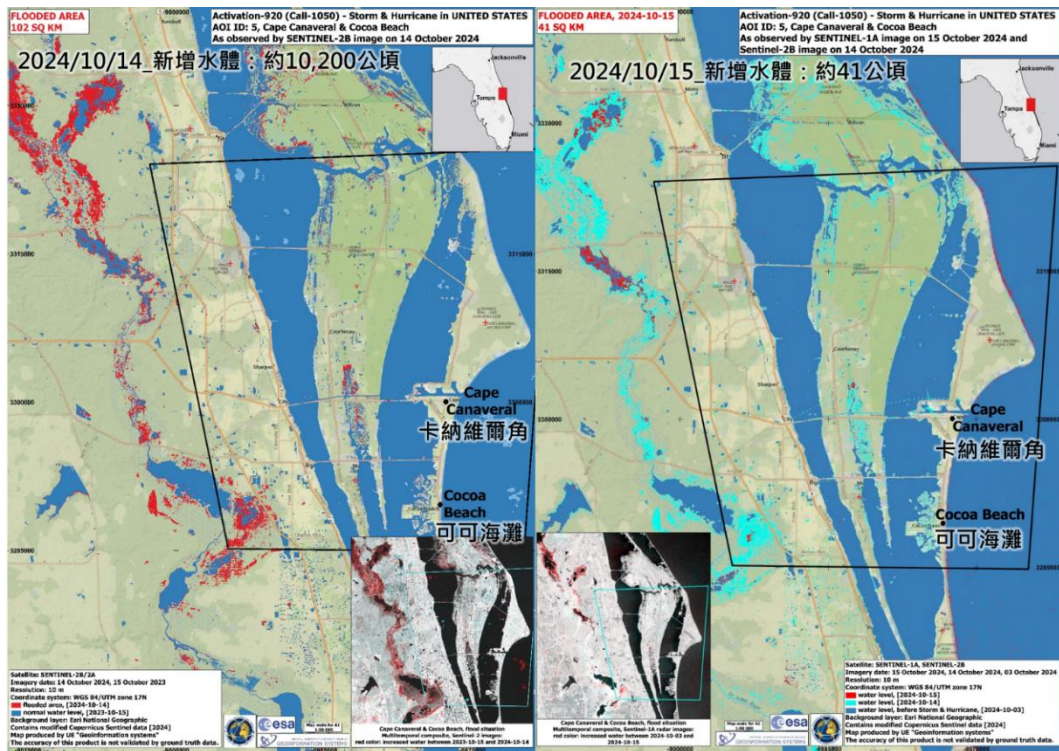 FLOODED AREA
102 SQ KM
Activation-920 (Call-1050) - Storm & Hurricane in UNITED STATES
AOI ID: 5, Cape Canaveral & Cocoa Beach
As observed by SENTINEL-2B image on 14 October 2024
2024/10/14_新增水體：約10,200公頃
Jacksonville
Tampa
Miami
Cape
Canaveral
卡納維爾角
Cocoa
Beach
可可海灘
Satellite: SENTINEL-2B/2A
Imagery date: 14 October 2024, 15 October 2023
Resolution: 10 m
Coordinate system: WGS 84/UTM zone 17N
flooded area, [2024-10-14]
normal water level, [2023-10-15]
Background layer: Esri National Geographic
Contains modified Copernicus Sentinel data [2024]
Map produced by UE "Geoinformation systems"
The accuracy of this product is not validated by ground truth data.
esa
GEOINFORMATION SYSTEMS
Cape Canaveral & Cocoa Beach, flood situation
Multitemporal composite, Sentinel-2 images
red color: increased water between 2023-10-15 and 2024-10-14
FLOODED AREA, 2024-10-15
41 SQ KM
Activation-920 (Call-1050) - Storm & Hurricane in UNITED STATES
AOI ID: 5, Cape Canaveral & Cocoa Beach
As observed by SENTINEL-1A image on 15 October 2024 and
Sentinel-2B image on 14 October 2024
2024/10/15_新增水體：約41公頃
Jacksonville
Tampa
Miami
Cape
Canaveral
卡納維爾角
Cocoa Beach
可可海灘
Cape Canaveral & Cocoa Beach, flood situation
Multitemporal composite, Sentinel-1A radar images
red color: increased water between 2024-10-03 and
2024-10-15
esa
GEOINFORMATION SYSTEMS
Satellite: SENTINEL-1A, SENTINEL-2B
Imagery date: 15 October 2024, 14 October 2024, 03 October 2024
Resolution: 10 m
Coordinate system: WGS 84/UTM zone 17N
water level, [2024-10-15]
water level, [2024-10-14]
water level, before Storm & Hurricane, [2024-10-03]
Background layer: Esri National Geographic
Contains modified Copernicus Sentinel data [2024]
Map produced by UE "Geoinformation systems"
The accuracy of this product is not validated by ground truth data.